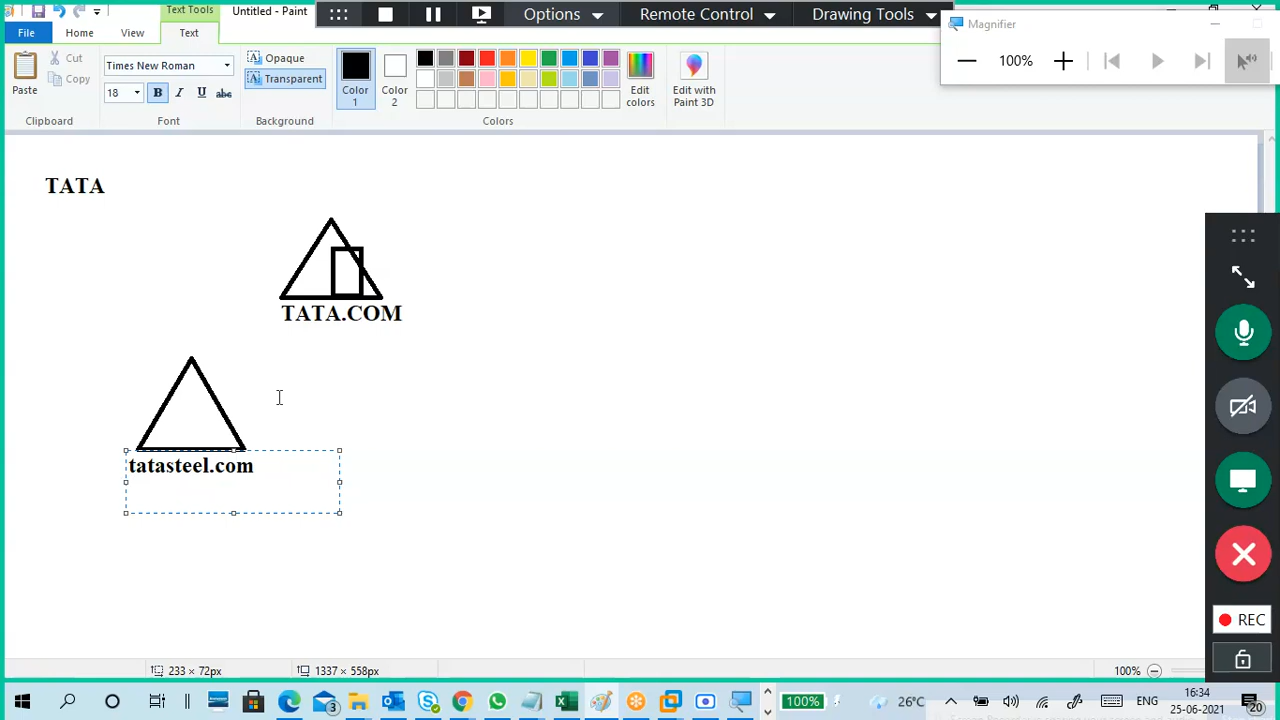 Text Tools
Untitled - Paint
Options
Remote Control
Drawing Tools
Magnifier
File
Home
View
Text
100%
Paste
Cut
Copy
Times New Roman
18
B
I
U
abc
Opaque
Transparent
Color 1
Color 2
Edit colors
Edit with Paint 3D
Clipboard
Font
Background
Colors
TATA
TATA.COM
tatasteel.com
REC
233 × 72px
1337 × 558px
100%
3
100%
26°C
ENG
16:34
25-06-2021
20